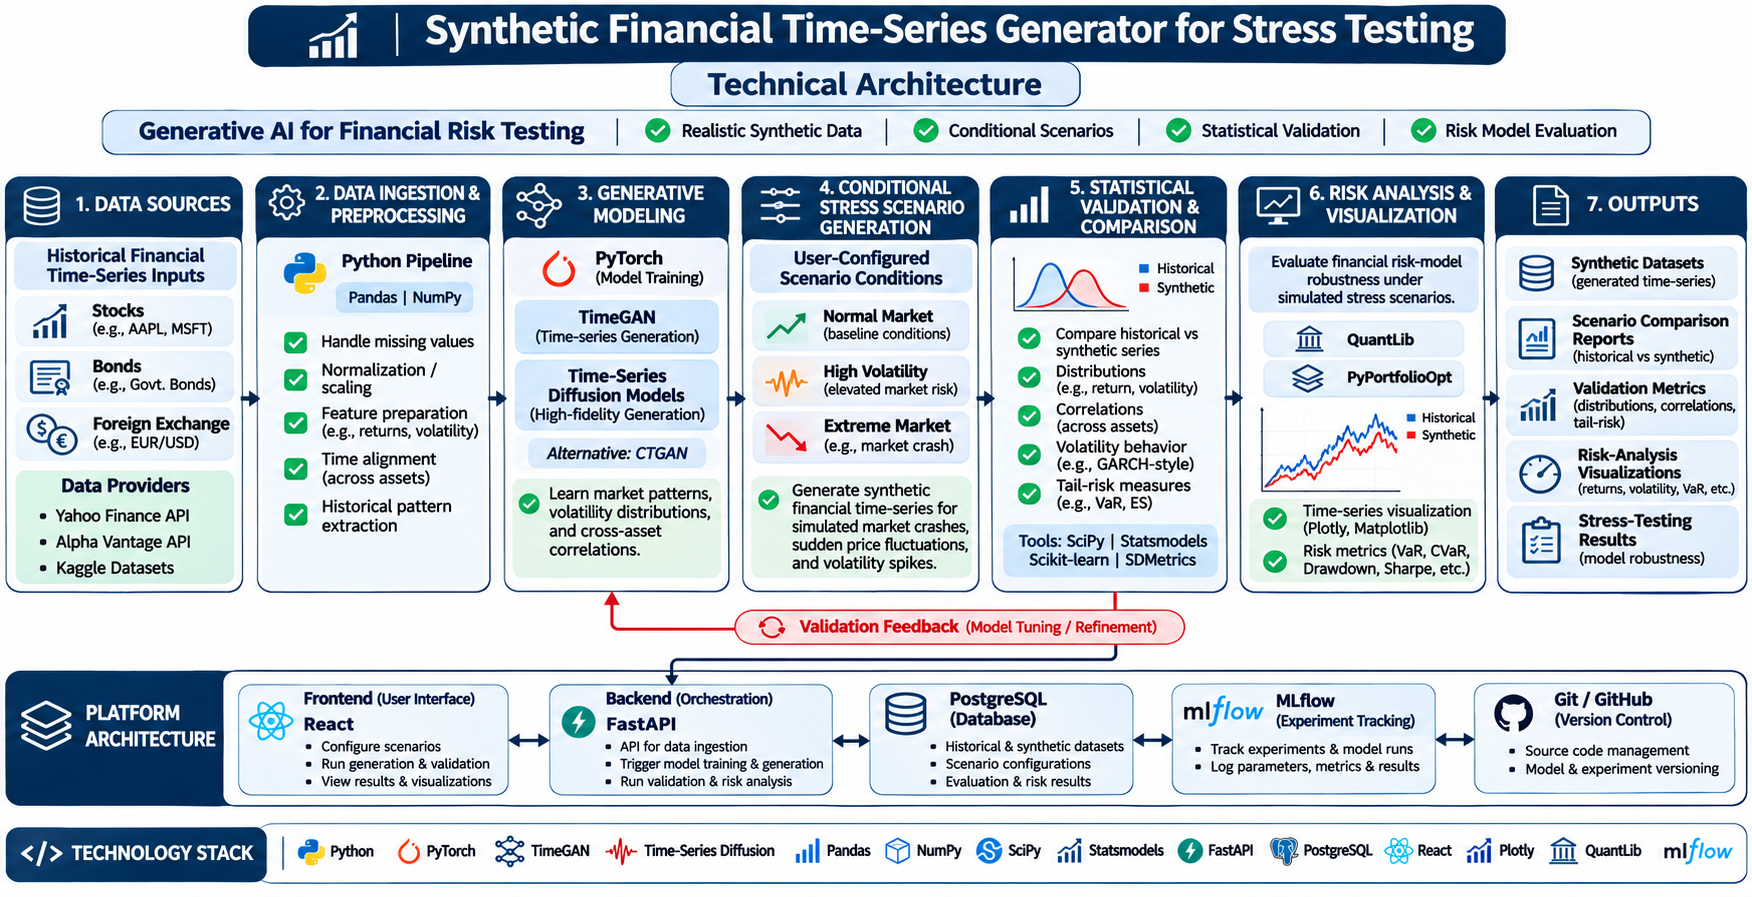 Synthetic Financial Time-Series Generator for Stress Testing
Technical Architecture
Generative AI for Financial Risk Testing
Realistic Synthetic Data
Conditional Scenarios
Statistical Validation
Risk Model Evaluation
1. DATA SOURCES
Historical Financial
Time-Series Inputs
Stocks
(e.g., AAPL, MSFT)
Bonds
(e.g., Govt. Bonds)
Foreign Exchange
(e.g., EUR/USD)
Data Providers
• Yahoo Finance API
• Alpha Vantage API
• Kaggle Datasets
2. DATA INGESTION &
PREPROCESSING
Python Pipeline
Pandas | NumPy
Handle missing values
Normalization /
scaling
Feature preparation
(e.g., returns, volatility)
Time alignment
(across assets)
Historical pattern
extraction
3. GENERATIVE
MODELING
PyTorch
(Model Training)
TimeGAN
(Time-series Generation)
Time-Series
Diffusion Models
(High-fidelity Generation)
Alternative: CTGAN
Learn market patterns,
volatility distributions,
and cross-asset
correlations.
4. CONDITIONAL
STRESS SCENARIO
GENERATION
User-Configured
Scenario Conditions
Normal Market
(baseline conditions)
High Volatility
(elevated market risk)
Extreme Market
(e.g., market crash)
Generate synthetic
financial time-series for
simulated market crashes,
sudden price fluctuations,
and volatility spikes.
5. STATISTICAL
VALIDATION &
COMPARISON
Historical
Synthetic
Compare historical vs
synthetic series
Distributions
(e.g., return, volatility)
Correlations
(across assets)
Volatility behavior
(e.g., GARCH-style)
Tail-risk measures
(e.g., VaR, ES)
Tools: SciPy | Statsmodels
Scikit-learn | SDMetrics
6. RISK ANALYSIS &
VISUALIZATION
Evaluate financial risk-model
robustness under
simulated stress scenarios.
QuantLib
PyPortfolioOpt
Historical
Synthetic
Time-series visualization
(Plotly, Matplotlib)
Risk metrics (VaR, CVaR,
Drawdown, Sharpe, etc.)
7. OUTPUTS
Synthetic Datasets
(generated time-series)
Scenario Comparison
Reports
(historical vs synthetic)
Validation Metrics
(distributions, correlations,
tail-risk)
Risk-Analysis
Visualizations
(returns, volatility, VaR, etc.)
Stress-Testing
Results
(model robustness)
Validation Feedback (Model Tuning / Refinement)
PLATFORM
ARCHITECTURE
Frontend (User Interface)
React
• Configure scenarios
• Run generation & validation
• View results & visualizations
Backend (Orchestration)
FastAPI
• API for data ingestion
• Trigger model training & generation
• Run validation & risk analysis
PostgreSQL
(Database)
• Historical & synthetic datasets
• Scenario configurations
• Evaluation & risk results
mlflow
MLflow
(Experiment Tracking)
• Track experiments & model runs
• Log parameters, metrics & results
Git / GitHub
(Version Control)
• Source code management
• Model & experiment versioning
</> TECHNOLOGY STACK
Python
PyTorch
TimeGAN
Time-Series Diffusion
Pandas
NumPy
SciPy
Statsmodels
FastAPI
PostgreSQL
React
Plotly
QuantLib
mlflow